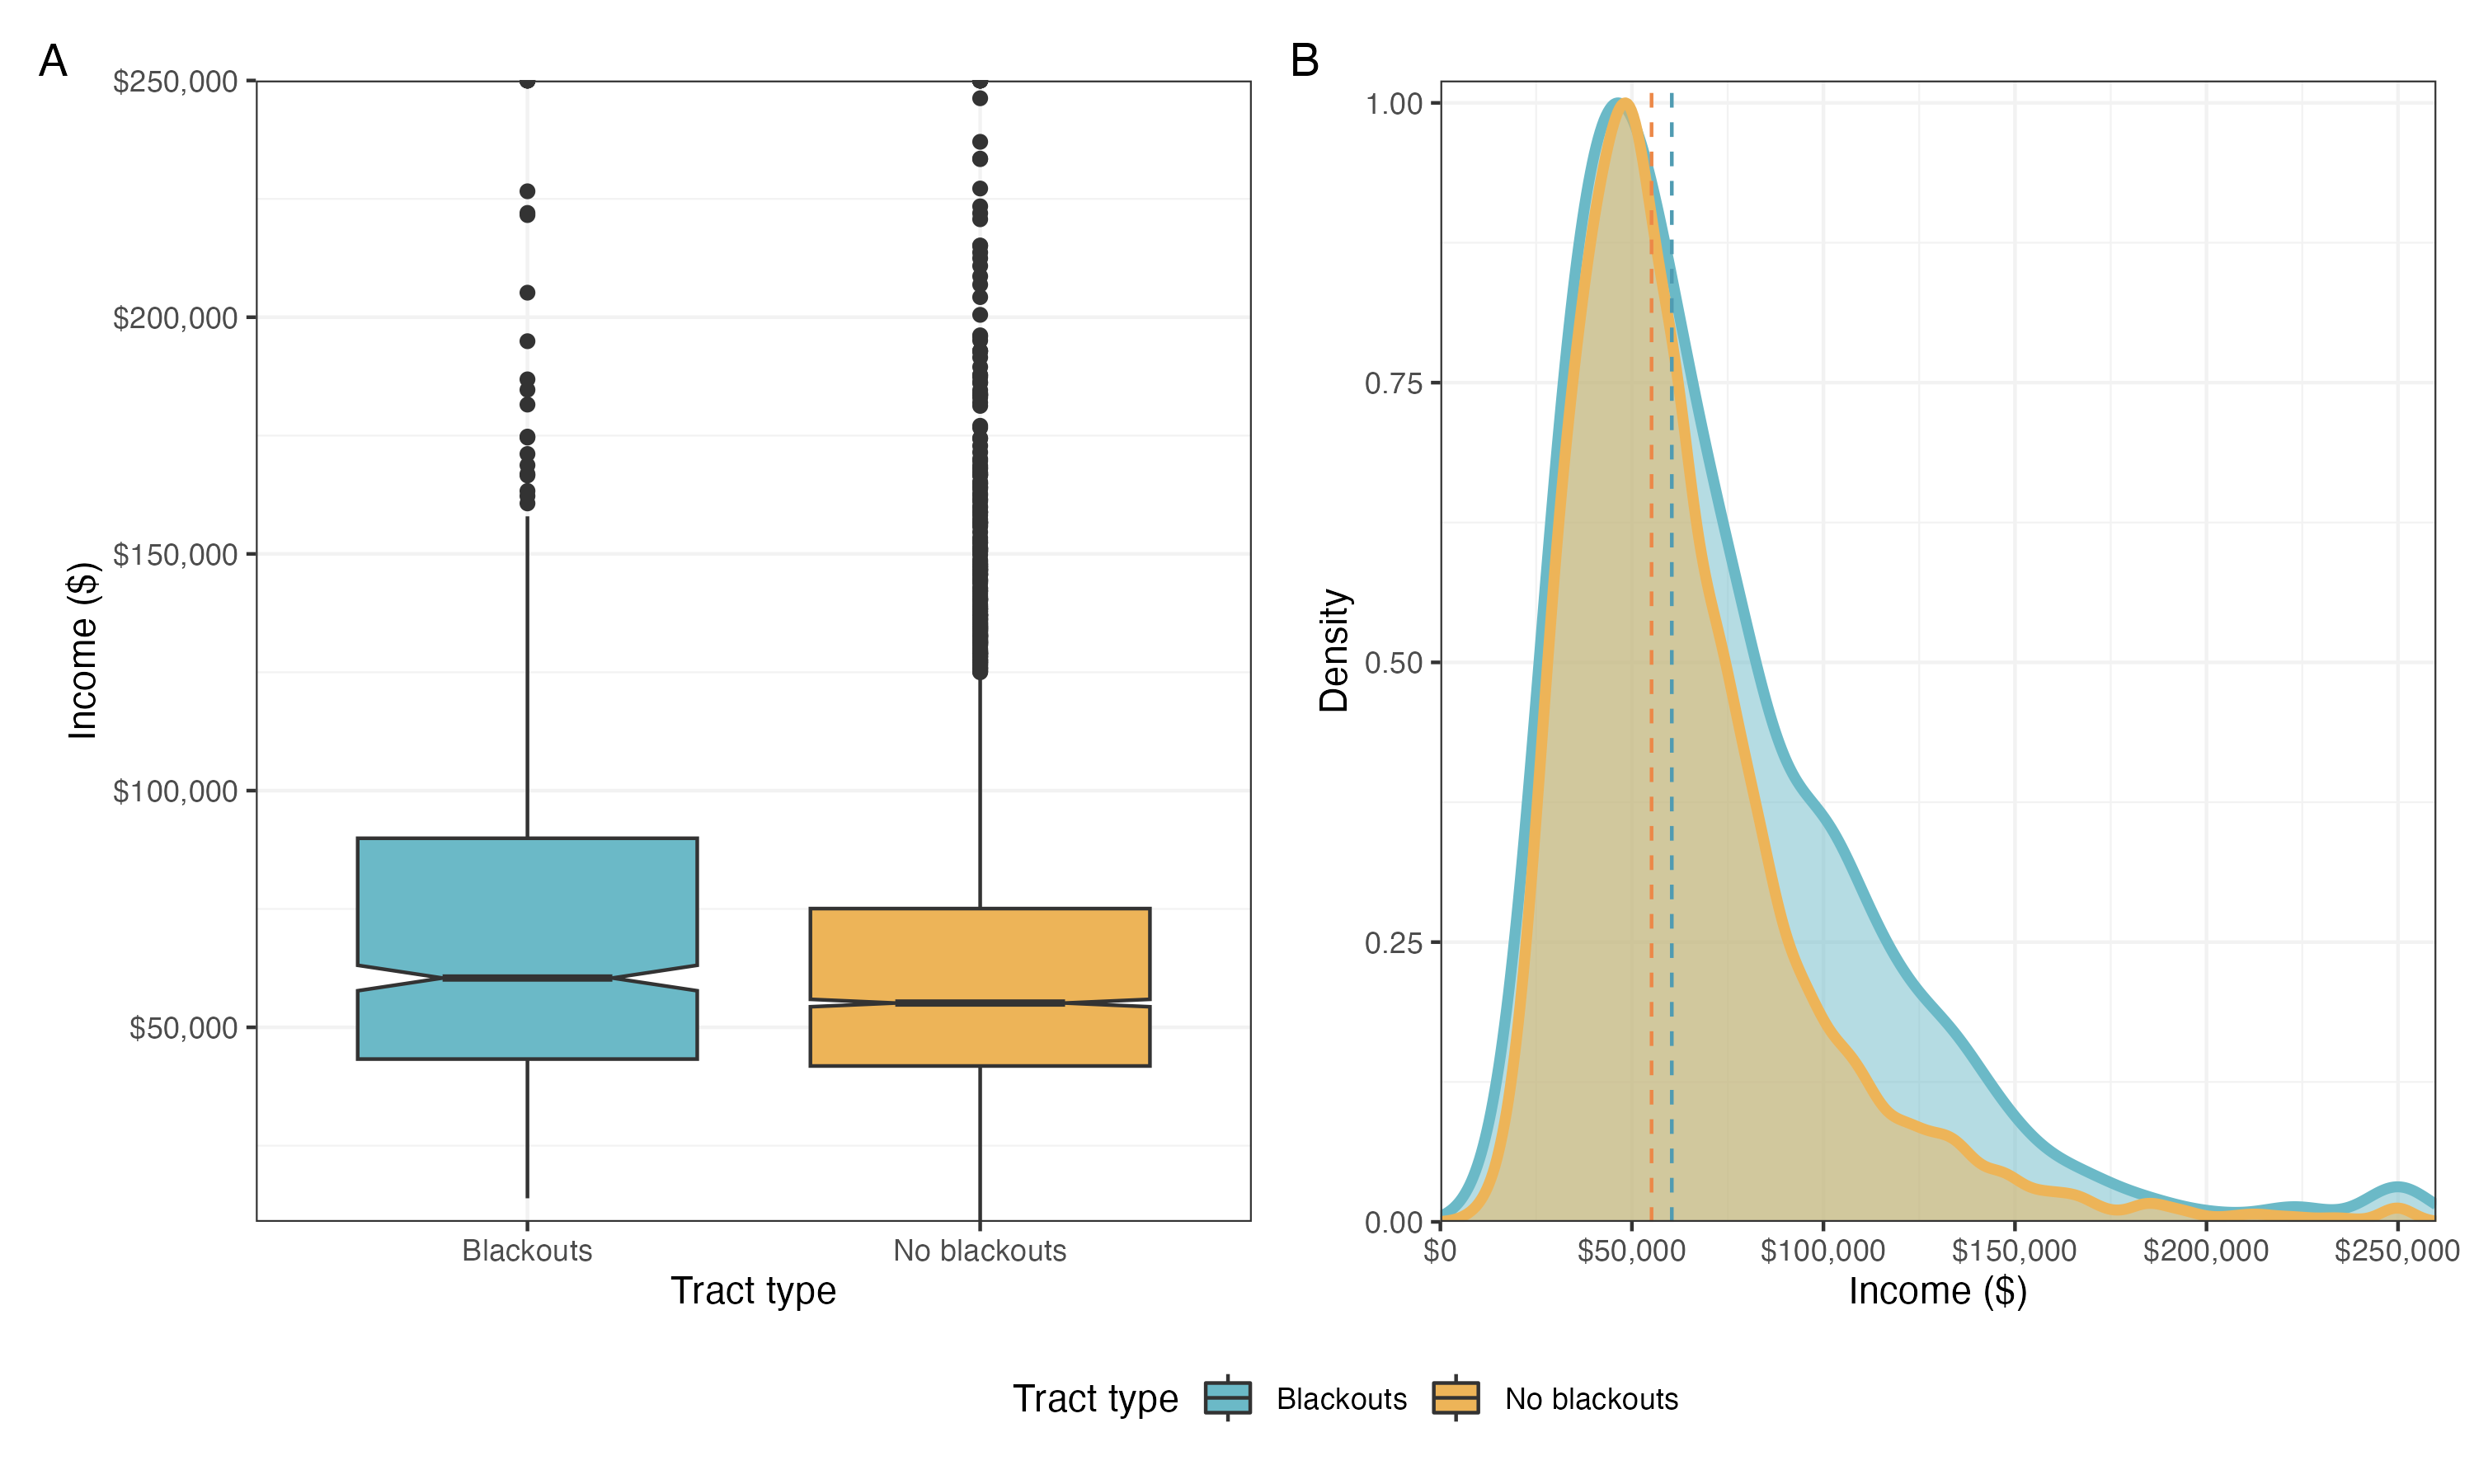 A
Income ($)
$250,000
$200,000
$150,000
$100,000
$50,000
Blackouts
No blackouts
Tract type
B
Density
1.00
0.75
0.50
0.25
0.00
$0
$50,000
$100,000
$150,000
$200,000
$250,000
Income ($)
Tract type
Blackouts
No blackouts